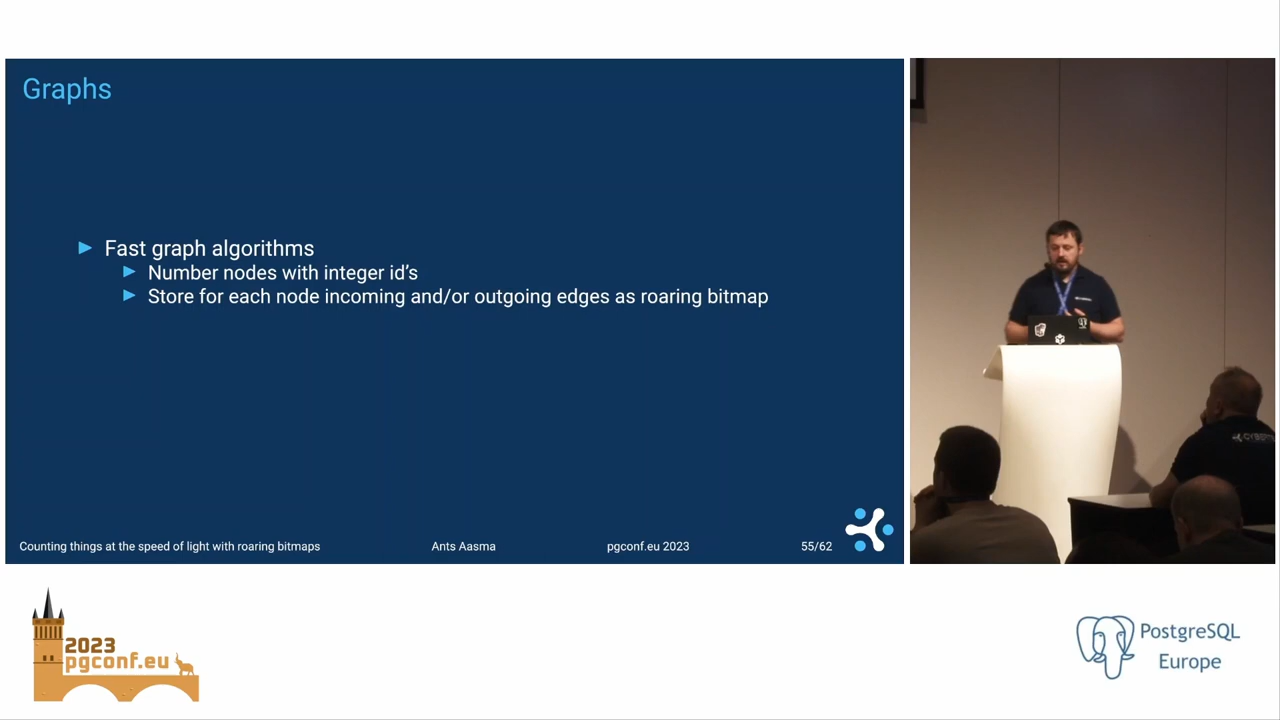 Graphs
Fast graph algorithms
Number nodes with integer id's
Store for each node incoming and/or outgoing edges as roaring bitmap
Counting things at the speed of light with roaring bitmaps
Ants Aasma
pgconf.eu 2023
55/62
2023
pgconf.eu
PostgreSQL
Europe